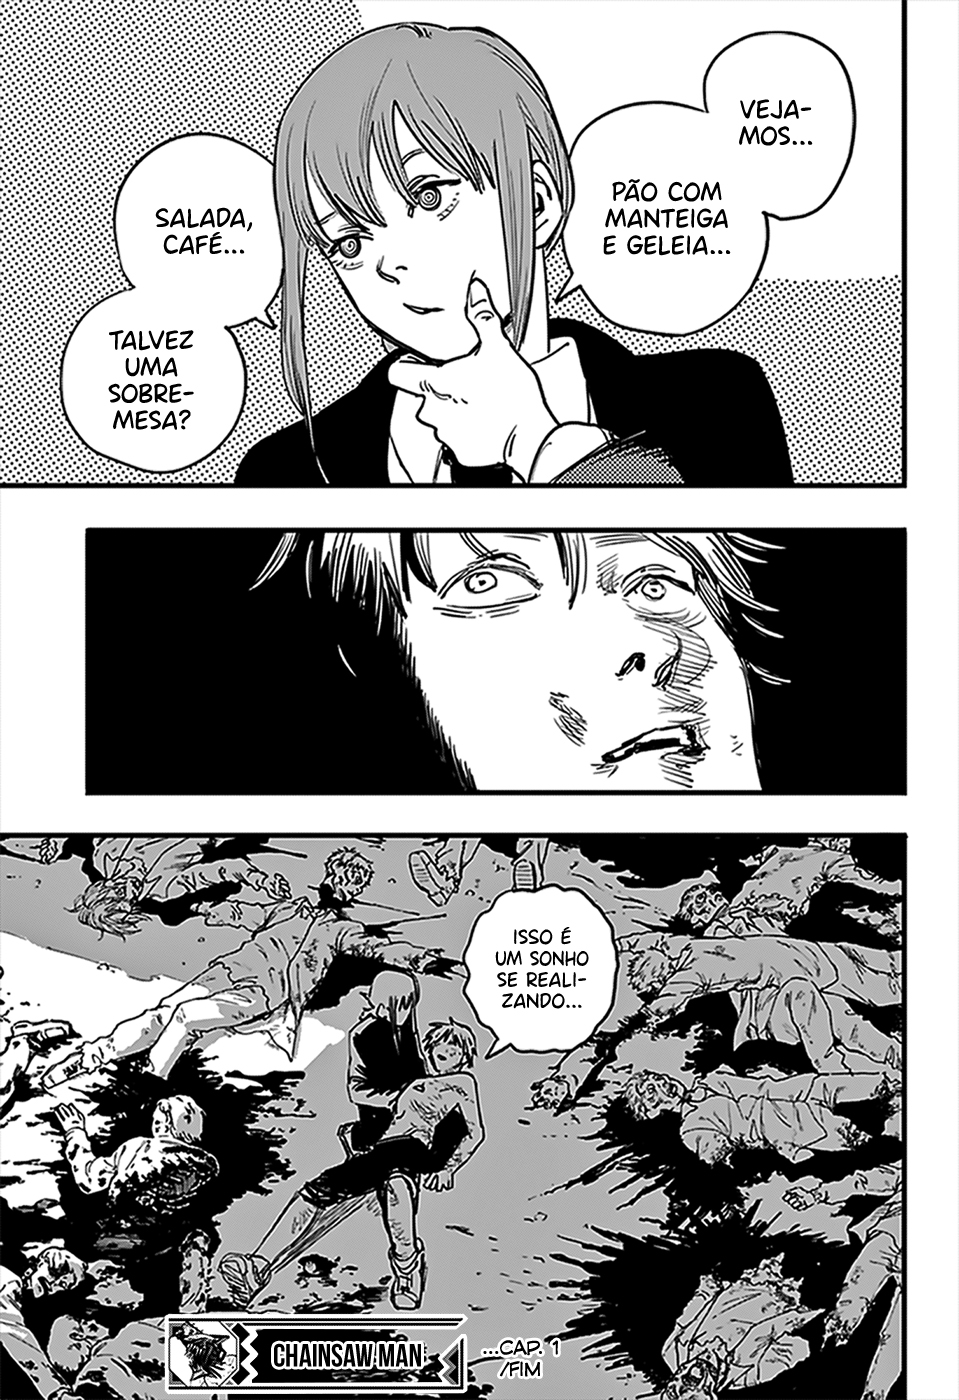 VEJA-
MOS...
PÃO COM
MANTEIGA
E GELEIA...
SALADA,
CAFÉ...
TALVEZ
UMA
SOBRE-
MESA?
ISSO É
UM SONHO
SE REALI-
ZANDO...
CHAINSAW MAN
...CAP. 1
/FIM